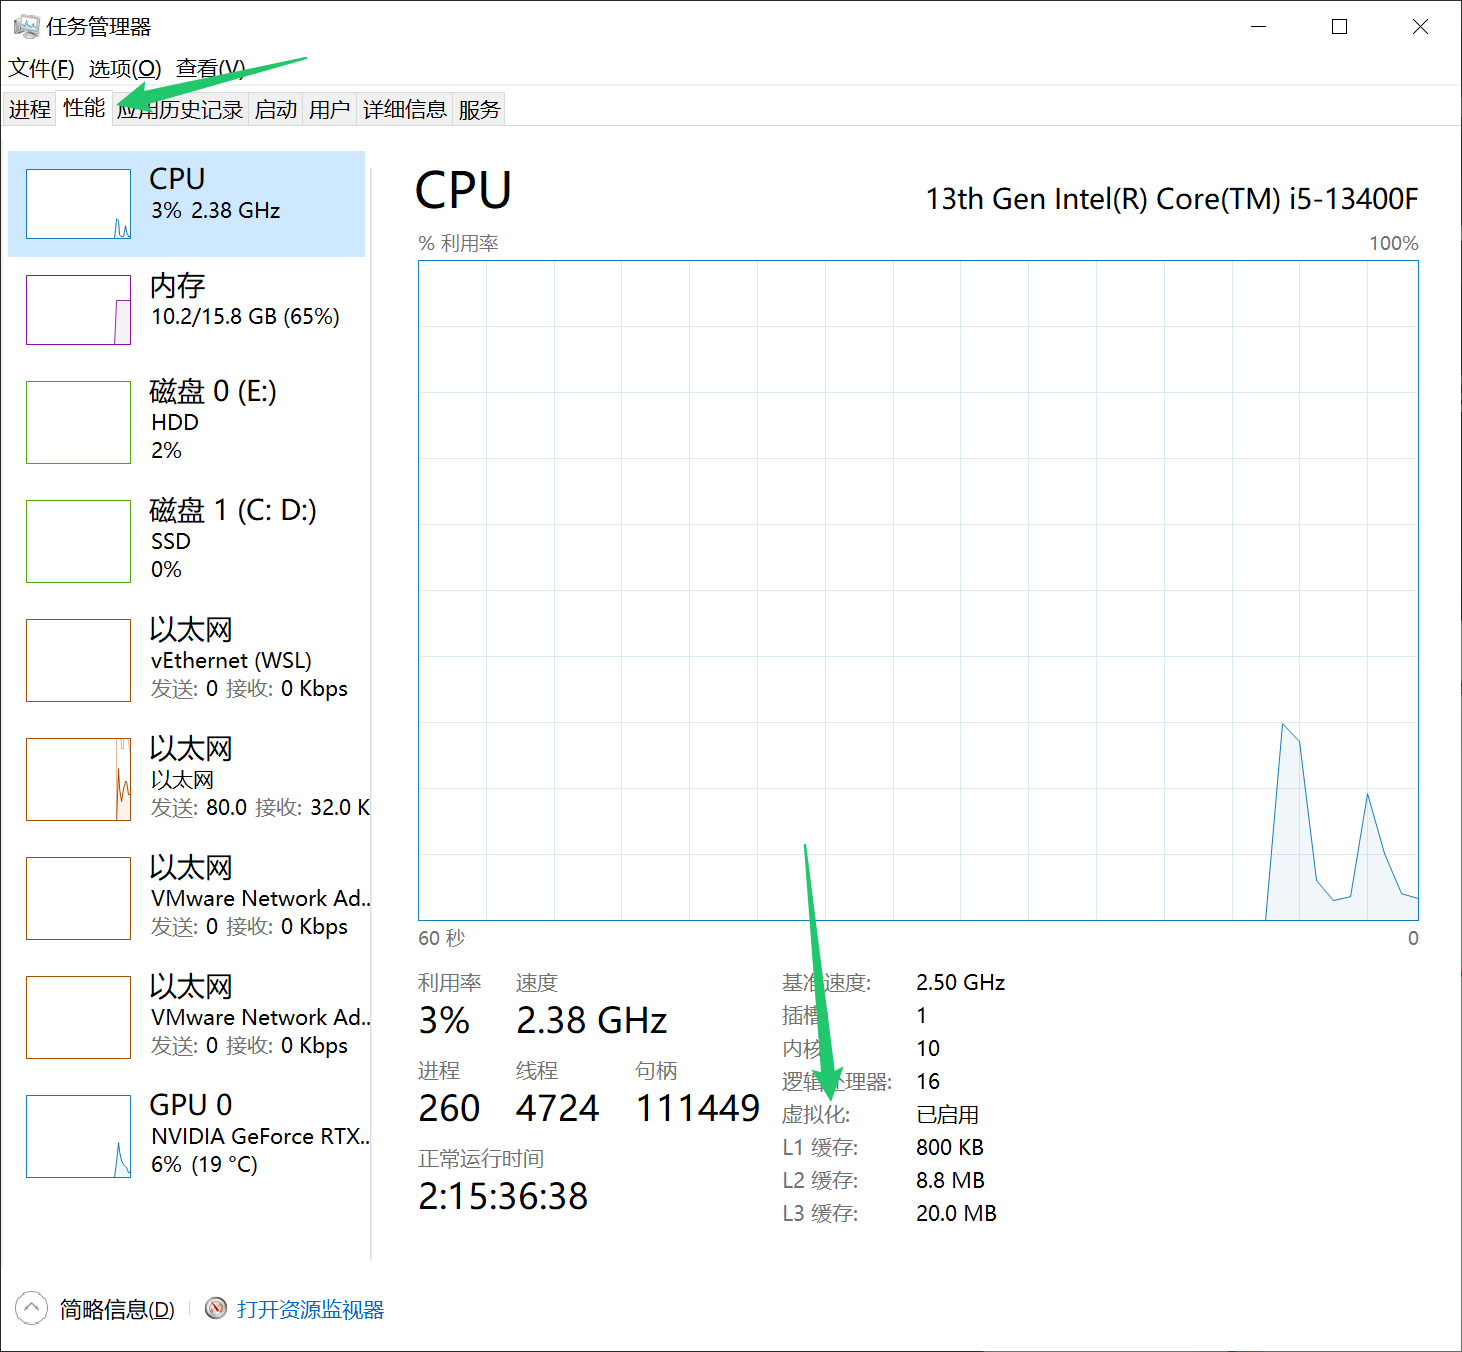 任务管理器
文件(F) 选项(O) 查看(V)
进程 性能 应用历史记录 启动 用户 详细信息 服务
CPU
3% 2.38 GHz
内存
10.2/15.8 GB (65%)
磁盘 0 (E:)
HDD
2%
磁盘 1 (C: D:)
SSD
0%
以太网
vEthernet (WSL)
发送: 0 接收: 0 Kbps
以太网
以太网
发送: 80.0 接收: 32.0 K
以太网
VMware Network Ad..
发送: 0 接收: 0 Kbps
以太网
VMware Network Ad..
发送: 0 接收: 0 Kbps
GPU 0
NVIDIA GeForce RTX..
6% (19 °C)
CPU
13th Gen Intel(R) Core(TM) i5-13400F
% 利用率 100%
60 秒 0
利用率 速度
3% 2.38 GHz
进程 线程 句柄
260 4724 111449
正常运行时间
2:15:36:38
基准速度: 2.50 GHz
插槽 1
内核 10
逻辑处理器: 16
虚拟化: 已启用
L1 缓存: 800 KB
L2 缓存: 8.8 MB
L3 缓存: 20.0 MB
简略信息(D) 打开资源监视器